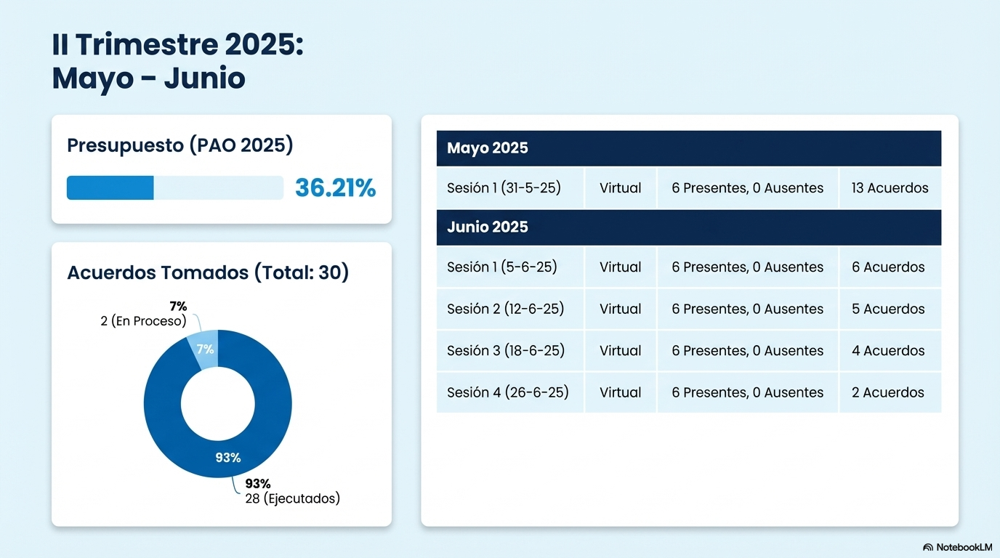 II Trimestre 2025:
Mayo – Junio
Presupuesto (PAO 2025)
36.21%
Acuerdos Tomados (Total: 30)
7%
2 (En Proceso)
7%
93%
93%
28 (Ejecutados)
Mayo 2025
Sesión 1 (31-5-25) Virtual 6 Presentes, 0 Ausentes 13 Acuerdos
Junio 2025
Sesión 1 (5-6-25) Virtual 6 Presentes, 0 Ausentes 6 Acuerdos
Sesión 2 (12-6-25) Virtual 6 Presentes, 0 Ausentes 5 Acuerdos
Sesión 3 (18-6-25) Virtual 6 Presentes, 0 Ausentes 4 Acuerdos
Sesión 4 (26-6-25) Virtual 6 Presentes, 0 Ausentes 2 Acuerdos
NotebookLM